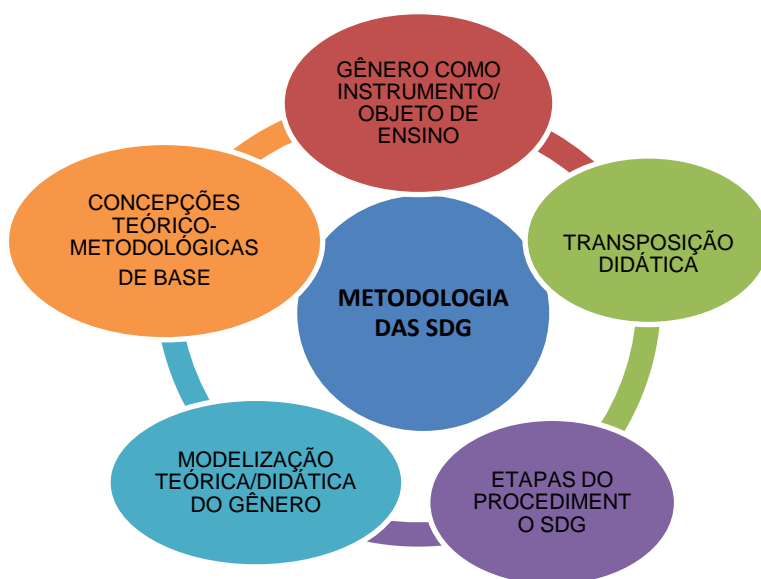 GÊNERO COMO
INSTRUMENTO/
OBJETO DE
ENSINO
TRANSPOSIÇÃO
DIDÁTICA
ETAPAS DO
PROCEDIMENT
O SDG
MODELIZAÇÃO
TEÓRICA/DIDÁTICA
DO GÊNERO
CONCEPÇÕES
TEÓRICO-
METODOLÓGICAS
DE BASE
METODOLOGIA
DAS SDG